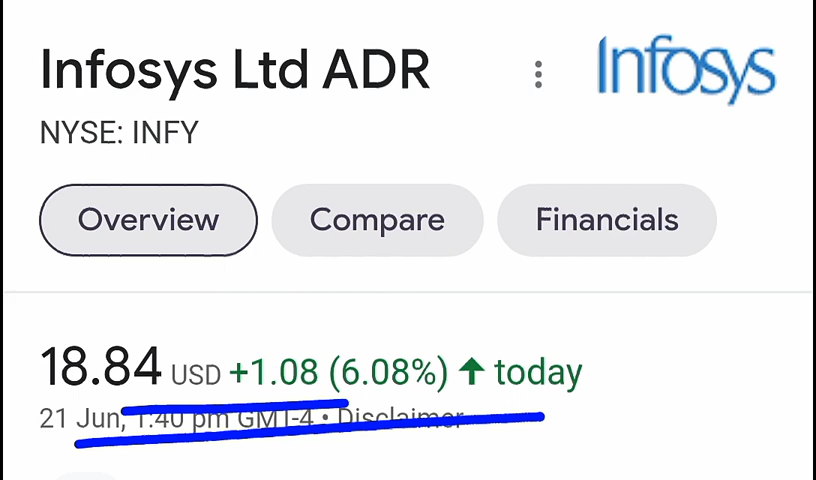 Infosys Ltd ADR
Infosys
NYSE: INFY
Overview Compare Financials
18.84 USD +1.08 (6.08%) ↑ today
21 Jun, 1:40 pm GMT-4 • Disclaimer